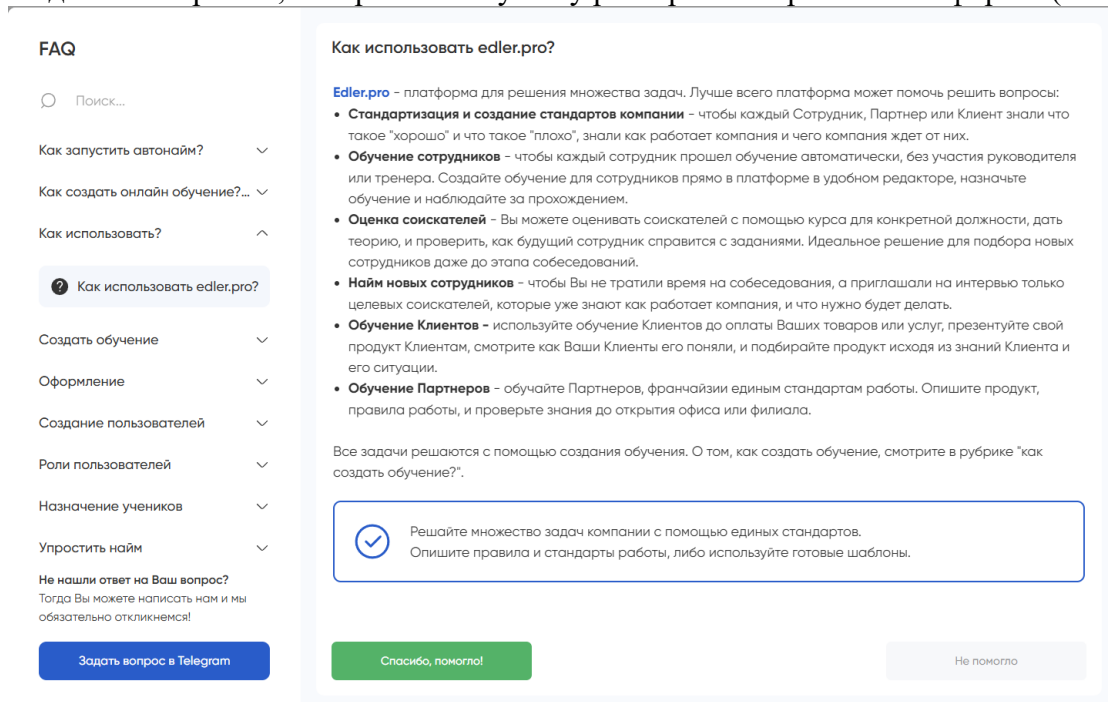 FAQ
Поиск...
Как запустить автонайм?
Как создать онлайн обучение?...
Как использовать?
Как использовать edler.pro?
Создать обучение
Оформление
Создание пользователей
Роли пользователей
Назначение учеников
Упростить найм
Не нашли ответ на Ваш вопрос?
Тогда Вы можете написать нам и мы
обязательно откликнемся!
Задать вопрос в Telegram
Как использовать edler.pro?
Edler.pro - платформа для решения множества задач. Лучше всего платформа может помочь решить вопросы:
• Стандартизация и создание стандартов компании - чтобы каждый Сотрудник, Партнер или Клиент знали что
такое "хорошо" и что такое "плохо", знали как работает компания и чего компания ждет от них.
• Обучение сотрудников - чтобы каждый сотрудник прошел обучение автоматически, без участия руководителя
или тренера. Создайте обучение для сотрудников прямо в платформе в удобном редакторе, назначьте
обучение и наблюдайте за прохождением.
• Оценка соискателей - Вы можете оценивать соискателей с помощью курса для конкретной должности, дать
теорию, и проверить, как будущий сотрудник справится с заданиями. Идеальное решение для подбора новых
сотрудников даже до этапа собеседований.
• Найм новых сотрудников - чтобы Вы не тратили время на собеседования, а приглашали на интервью только
целевых соискателей, которые уже знают как работает компания, и что нужно будет делать.
• Обучение Клиентов - используйте обучение Клиентов до оплаты Ваших товаров или услуг, презентуйте свой
продукт Клиентам, смотрите как Ваши Клиенты его поняли, и подбирайте продукт исходя из знаний Клиента и
его ситуации.
• Обучение Партнеров - обучайте Партнеров, франчайзии единым стандартам работы. Опишите продукт,
правила работы, и проверьте знания до открытия офиса или филиала.
Все задачи решаются с помощью создания обучения. О том, как создать обучение, смотрите в рубрике "как
создать обучение?".
Решайте множество задач компании с помощью единых стандартов.
Опишите правила и стандарты работы, либо используйте готовые шаблоны.
Спасибо, помогло!
Не помогло